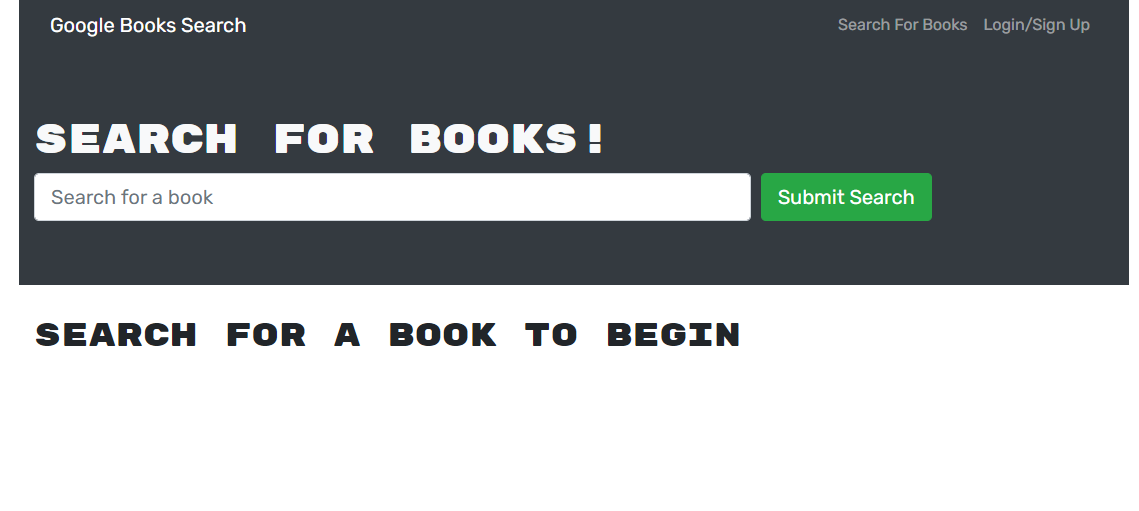 Google Books Search
Search For Books
Login/Sign Up
SEARCH FOR BOOKS!
Search for a book
Submit Search
SEARCH FOR A BOOK TO BEGIN